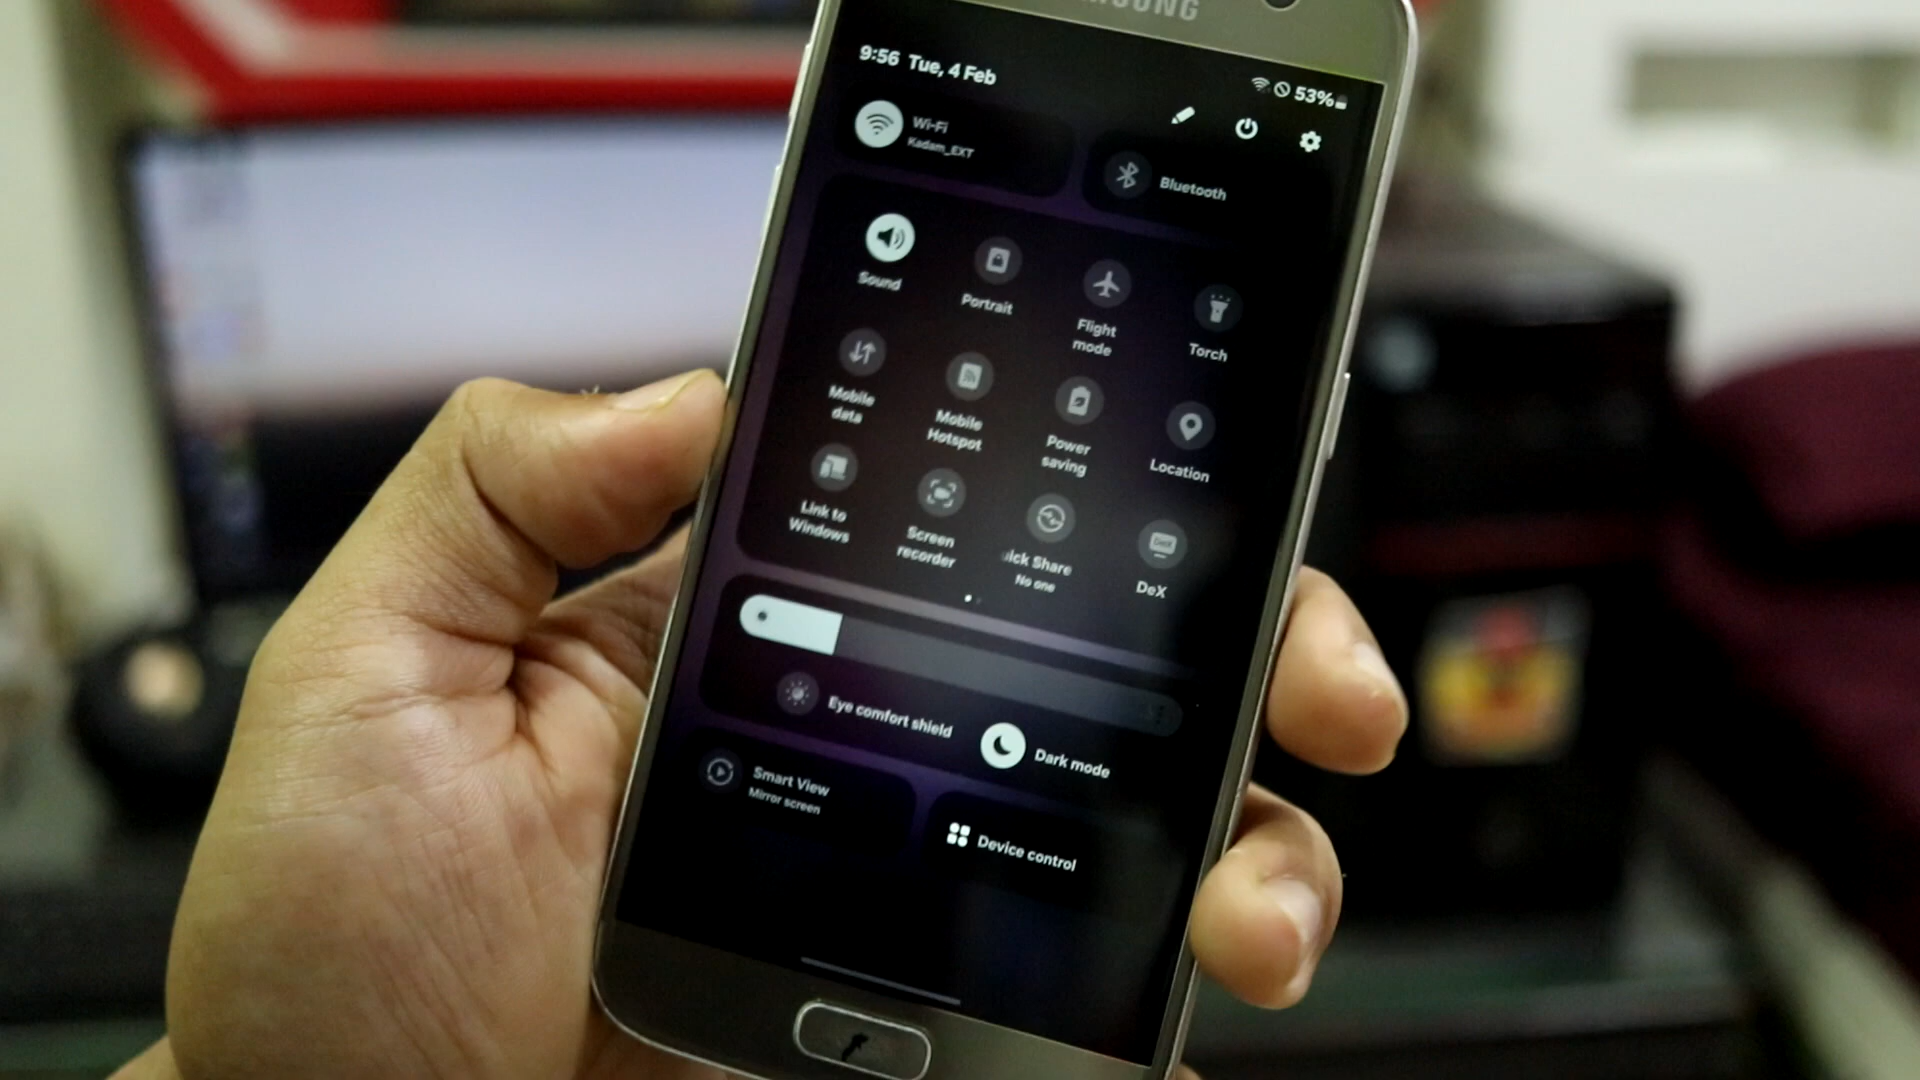 SAMSUNG
9:56 Tue, 4 Feb
53%
Wi-Fi
Kadam_EXT
Bluetooth
Sound
Portrait
Flight
mode
Torch
Mobile
data
Mobile
Hotspot
Power
saving
Location
Link to
Windows
Screen
recorder
uick Share
No one
DeX
DeX
Eye comfort shield
Dark mode
Smart View
Mirror screen
Device control